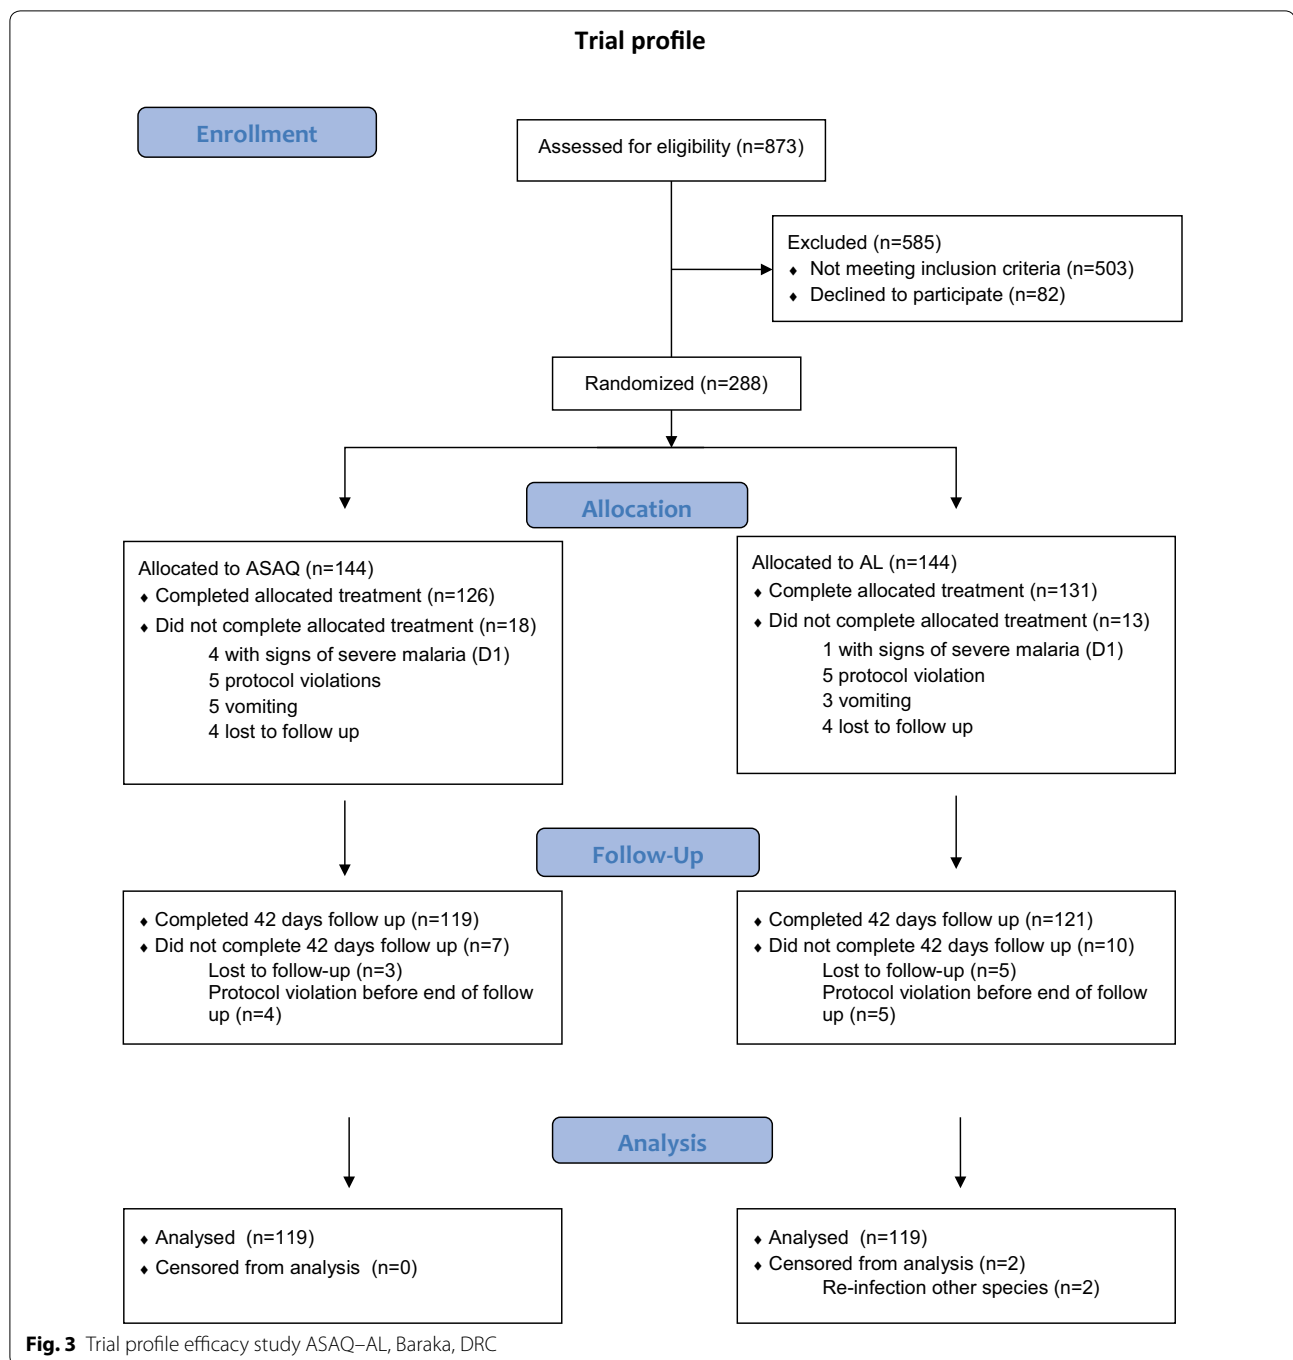 Trial profile
Enrollment
Assessed for eligibility (n=873)
Excluded (n=585)
♦ Not meeting inclusion criteria (n=503)
♦ Declined to participate (n=82)
Randomized (n=288)
Allocation
Allocated to ASAQ (n=144)
♦ Completed allocated treatment (n=126)
♦ Did not complete allocated treatment (n=18)
4 with signs of severe malaria (D1)
5 protocol violations
5 vomiting
4 lost to follow up
Allocated to AL (n=144)
♦ Complete allocated treatment (n=131)
♦ Did not complete allocated treatment (n=13)
1 with signs of severe malaria (D1)
5 protocol violation
3 vomiting
4 lost to follow up
Follow-Up
♦ Completed 42 days follow up (n=119)
♦ Did not complete 42 days follow up (n=7)
Lost to follow-up (n=3)
Protocol violation before end of follow
up (n=4)
♦ Completed 42 days follow up (n=121)
♦ Did not complete 42 days follow up (n=10)
Lost to follow-up (n=5)
Protocol violation before end of follow
up (n=5)
Analysis
♦ Analysed (n=119)
♦ Censored from analysis (n=0)
♦ Analysed (n=119)
♦ Censored from analysis (n=2)
Re-infection other species (n=2)
Fig. 3 Trial profile efficacy study ASAQ–AL, Baraka, DRC